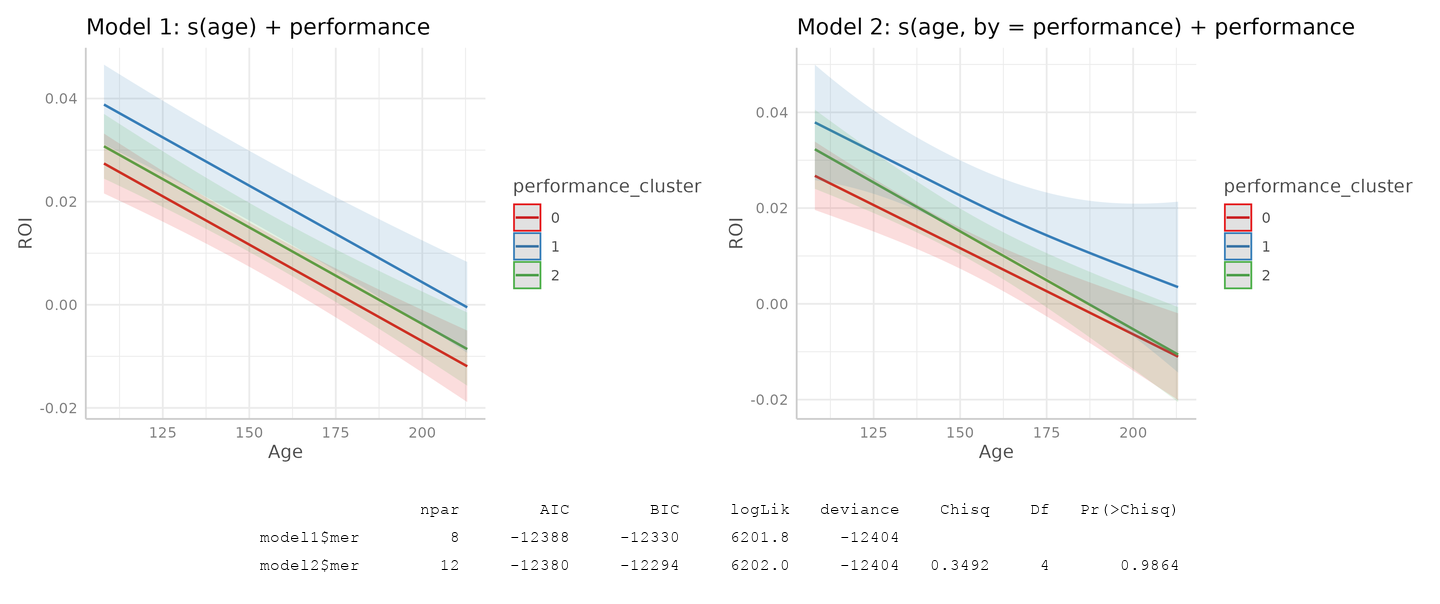 Model 1: s(age) + performance
0.04
0.02
0.00
-0.02
ROI
125 150 175 200
Age
performance_cluster
0
1
2
Model 2: s(age, by = performance) + performance
0.04
0.02
0.00
-0.02
ROI
125 150 175 200
Age
performance_cluster
0
1
2
npar AIC BIC logLik deviance Chisq Df Pr(>Chisq)
model1$mer 8 -12388 -12330 6201.8 -12404
model2$mer 12 -12380 -12294 6202.0 -12404 0.3492 4 0.9864